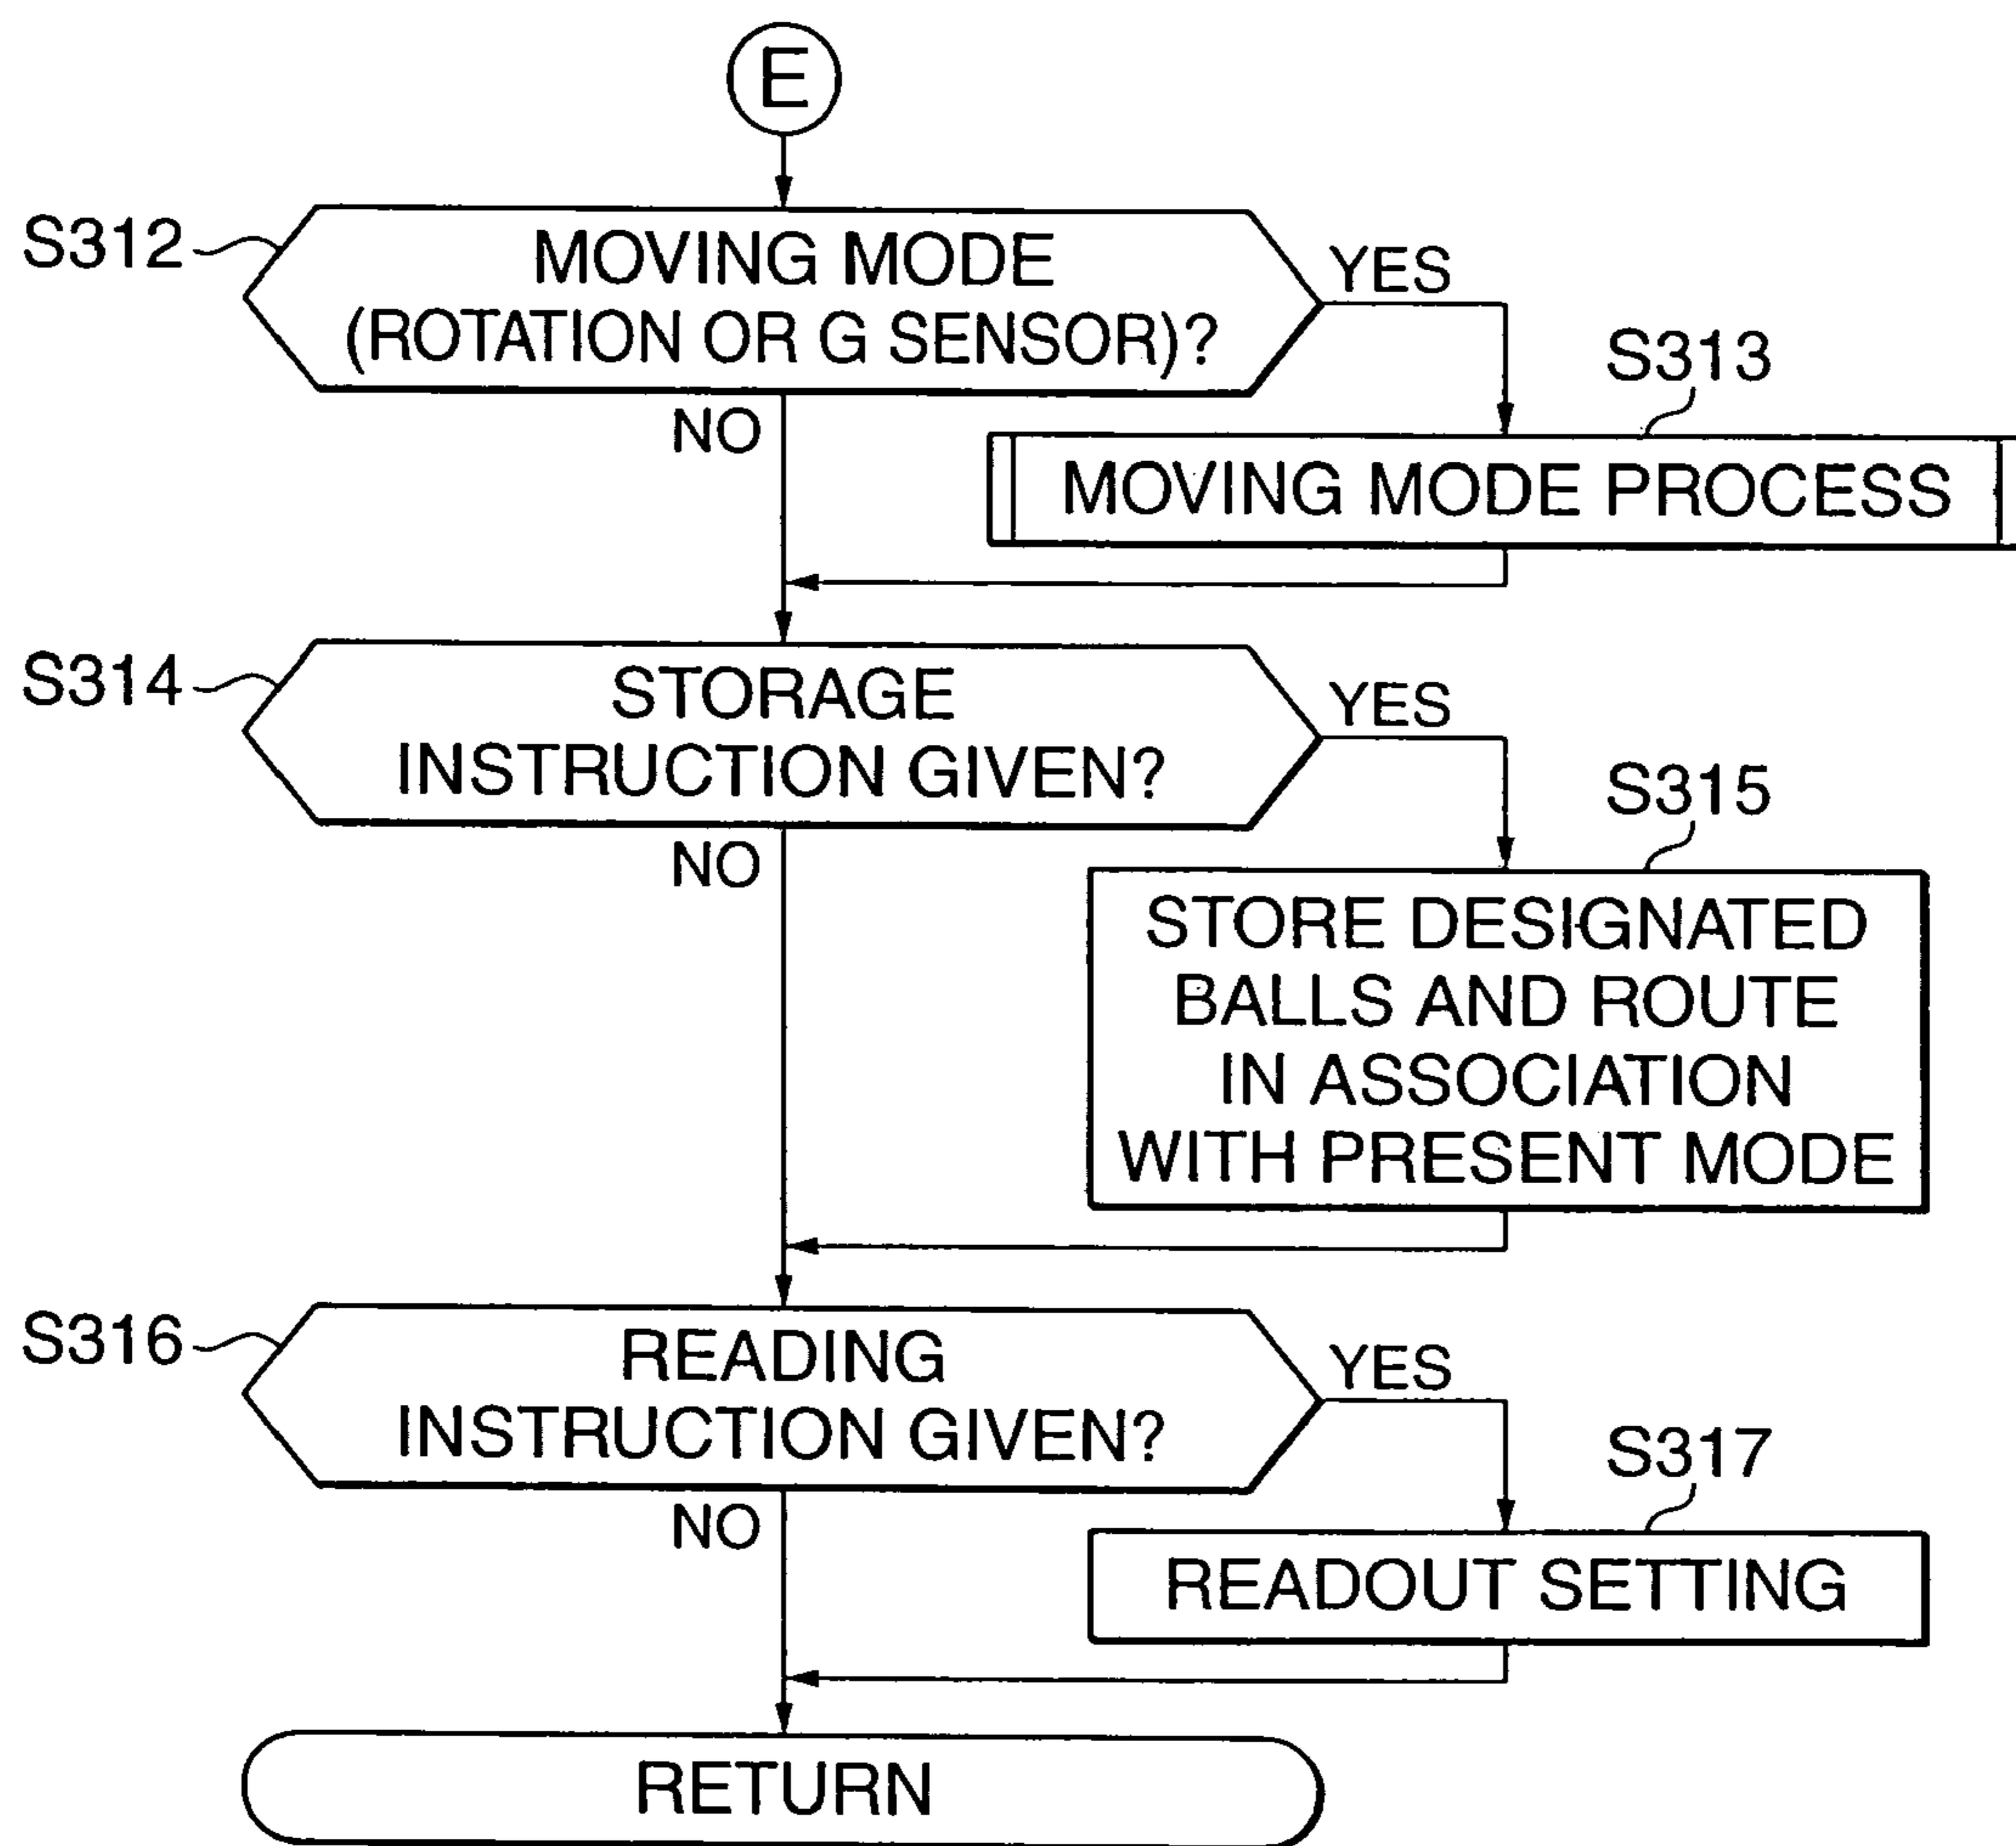 E
S312
MOVING MODE
(ROTATION OR G SENSOR)?
YES
S313
NO
MOVING MODE PROCESS
S314
STORAGE
INSTRUCTION GIVEN?
YES
S315
NO
STORE DESIGNATED
BALLS AND ROUTE
IN ASSOCIATION
WITH PRESENT MODE
S316
READING
INSTRUCTION GIVEN?
YES
S317
NO
READOUT SETTING
RETURN